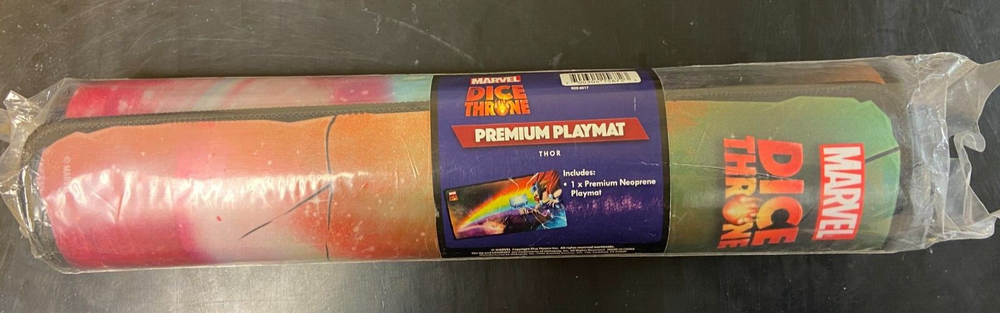 MARVEL
DICE
THRONE
PREMIUM PLAYMAT
THOR
Includes:
• 1 x Premium Neoprene
Playmat
MARVEL
DICE
THRONE